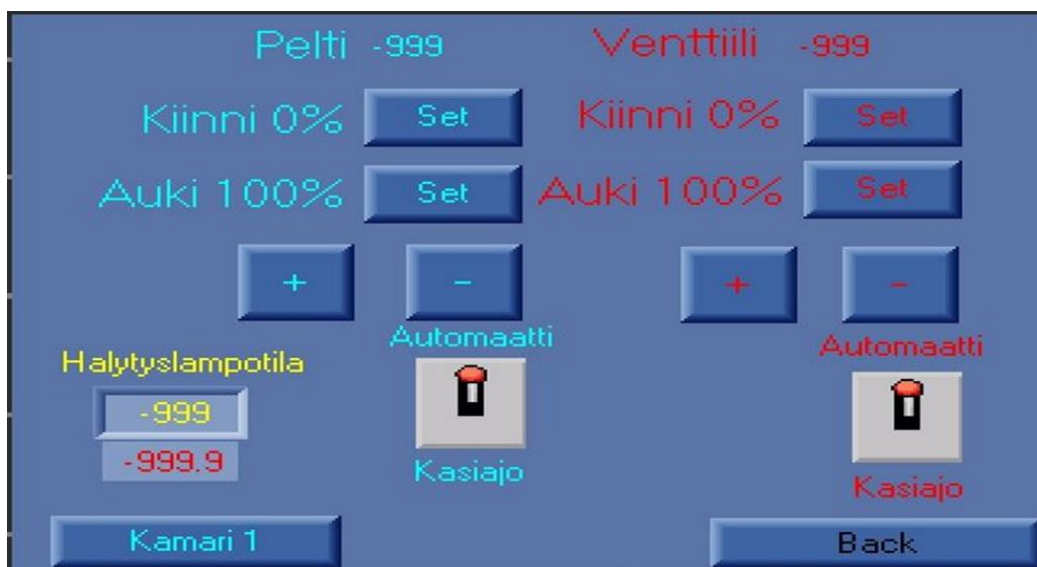 Pelti -999 Venttiili -999
Kiinni 0% Set Kiinni 0% Set
Auki 100% Set Auki 100% Set
+ - + -
Automaatti Automaatti
Halytyslampotila
-999
-999.9
Kasiajo Kasiajo
Kamari 1 Back